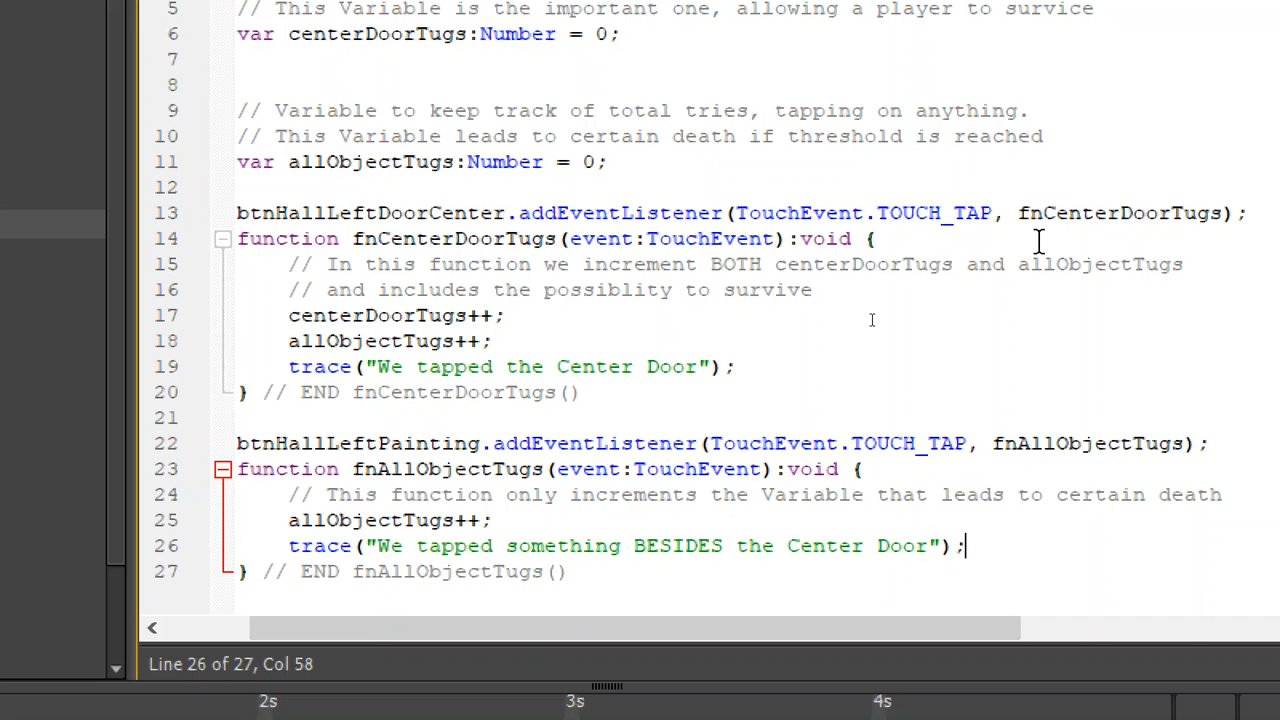 5 // This Variable is the important one, allowing a player to survice
6 var centerDoorTugs:Number = 0;
7
8
9 // Variable to keep track of total tries, tapping on anything.
10 // This Variable leads to certain death if threshold is reached
11 var allObjectTugs:Number = 0;
12
13 btnHallLeftDoorCenter.addEventListener(TouchEvent.TOUCH_TAP, fnCenterDoorTugs);
14 function fnCenterDoorTugs(event:TouchEvent):void {
15 // In this function we increment BOTH centerDoorTugs and allObjectTugs
16 // and includes the possiblity to survive
17 centerDoorTugs++;
18 allObjectTugs++;
19 trace("We tapped the Center Door");
20 } // END fnCenterDoorTugs()
21
22 btnHallLeftPainting.addEventListener(TouchEvent.TOUCH_TAP, fnAllObjectTugs);
23 function fnAllObjectTugs(event:TouchEvent):void {
24 // This function only increments the Variable that leads to certain death
25 allObjectTugs++;
26 trace("We tapped something BESIDES the Center Door");
27 } // END fnAllObjectTugs()
Line 26 of 27, Col 58
2s 3s 4s